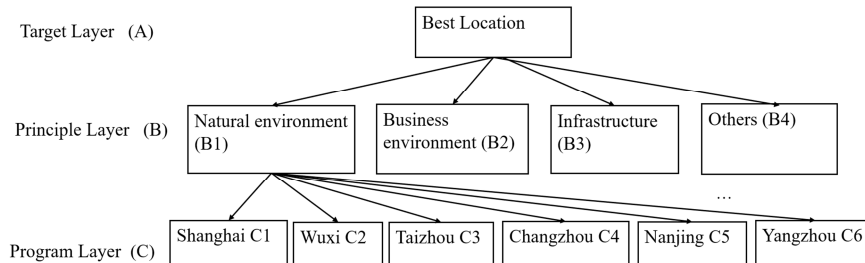 Target Layer (A)
Best Location
Principle Layer (B)
Natural environment
(B1)
Business
environment (B2)
Infrastructure
(B3)
Others (B4)
...
Program Layer (C)
Shanghai C1
Wuxi C2
Taizhou C3
Changzhou C4
Nanjing C5
Yangzhou C6